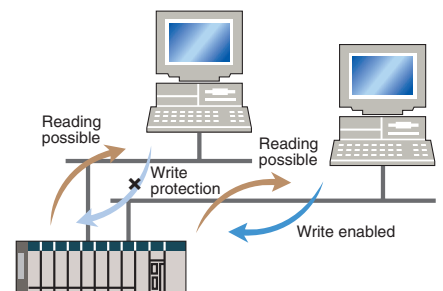 Reading
possible
Write
protection
Reading
possible
Write enabled